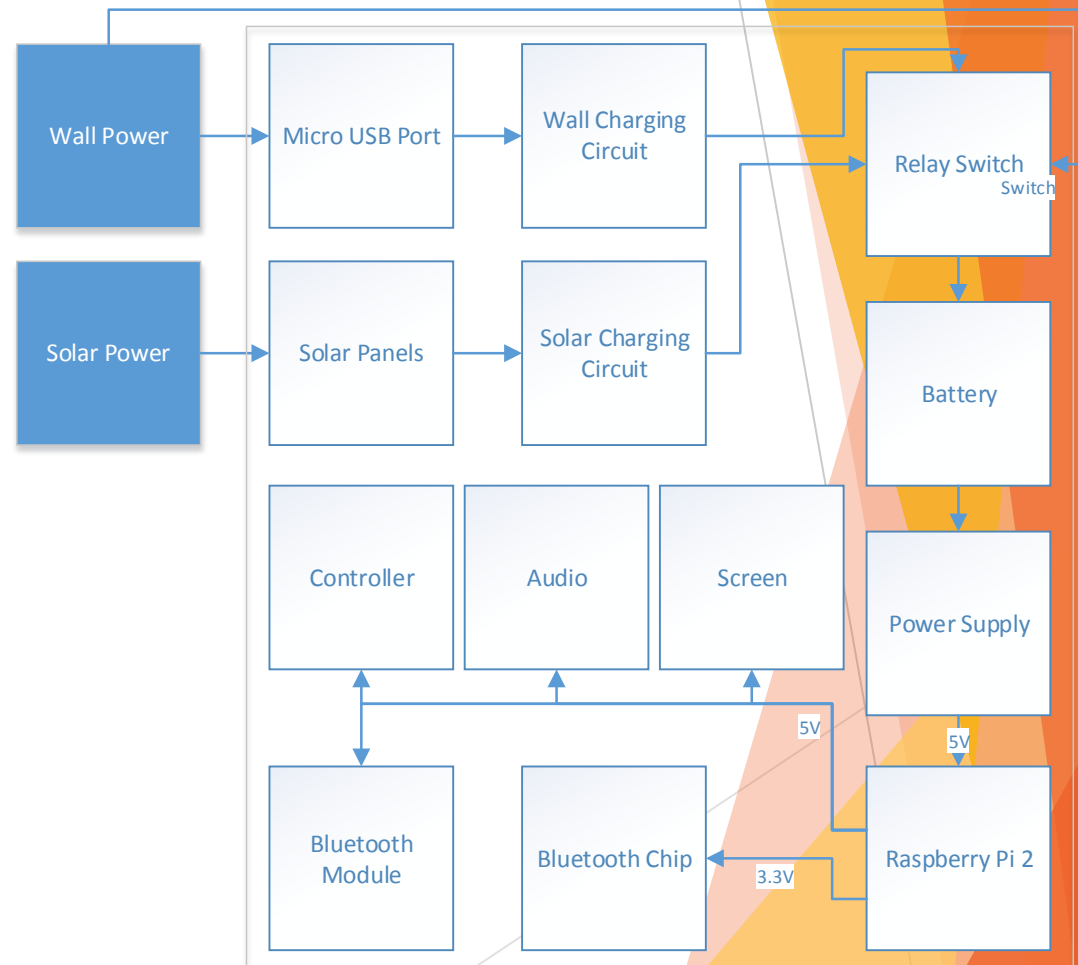 Wall Power
Micro USB Port
Wall Charging
Circuit
Relay Switch
Switch
Solar Power
Solar Panels
Solar Charging
Circuit
Battery
Controller
Audio
Screen
Power Supply
5V
5V
Bluetooth
Module
Bluetooth Chip
3.3V
Raspberry Pi 2